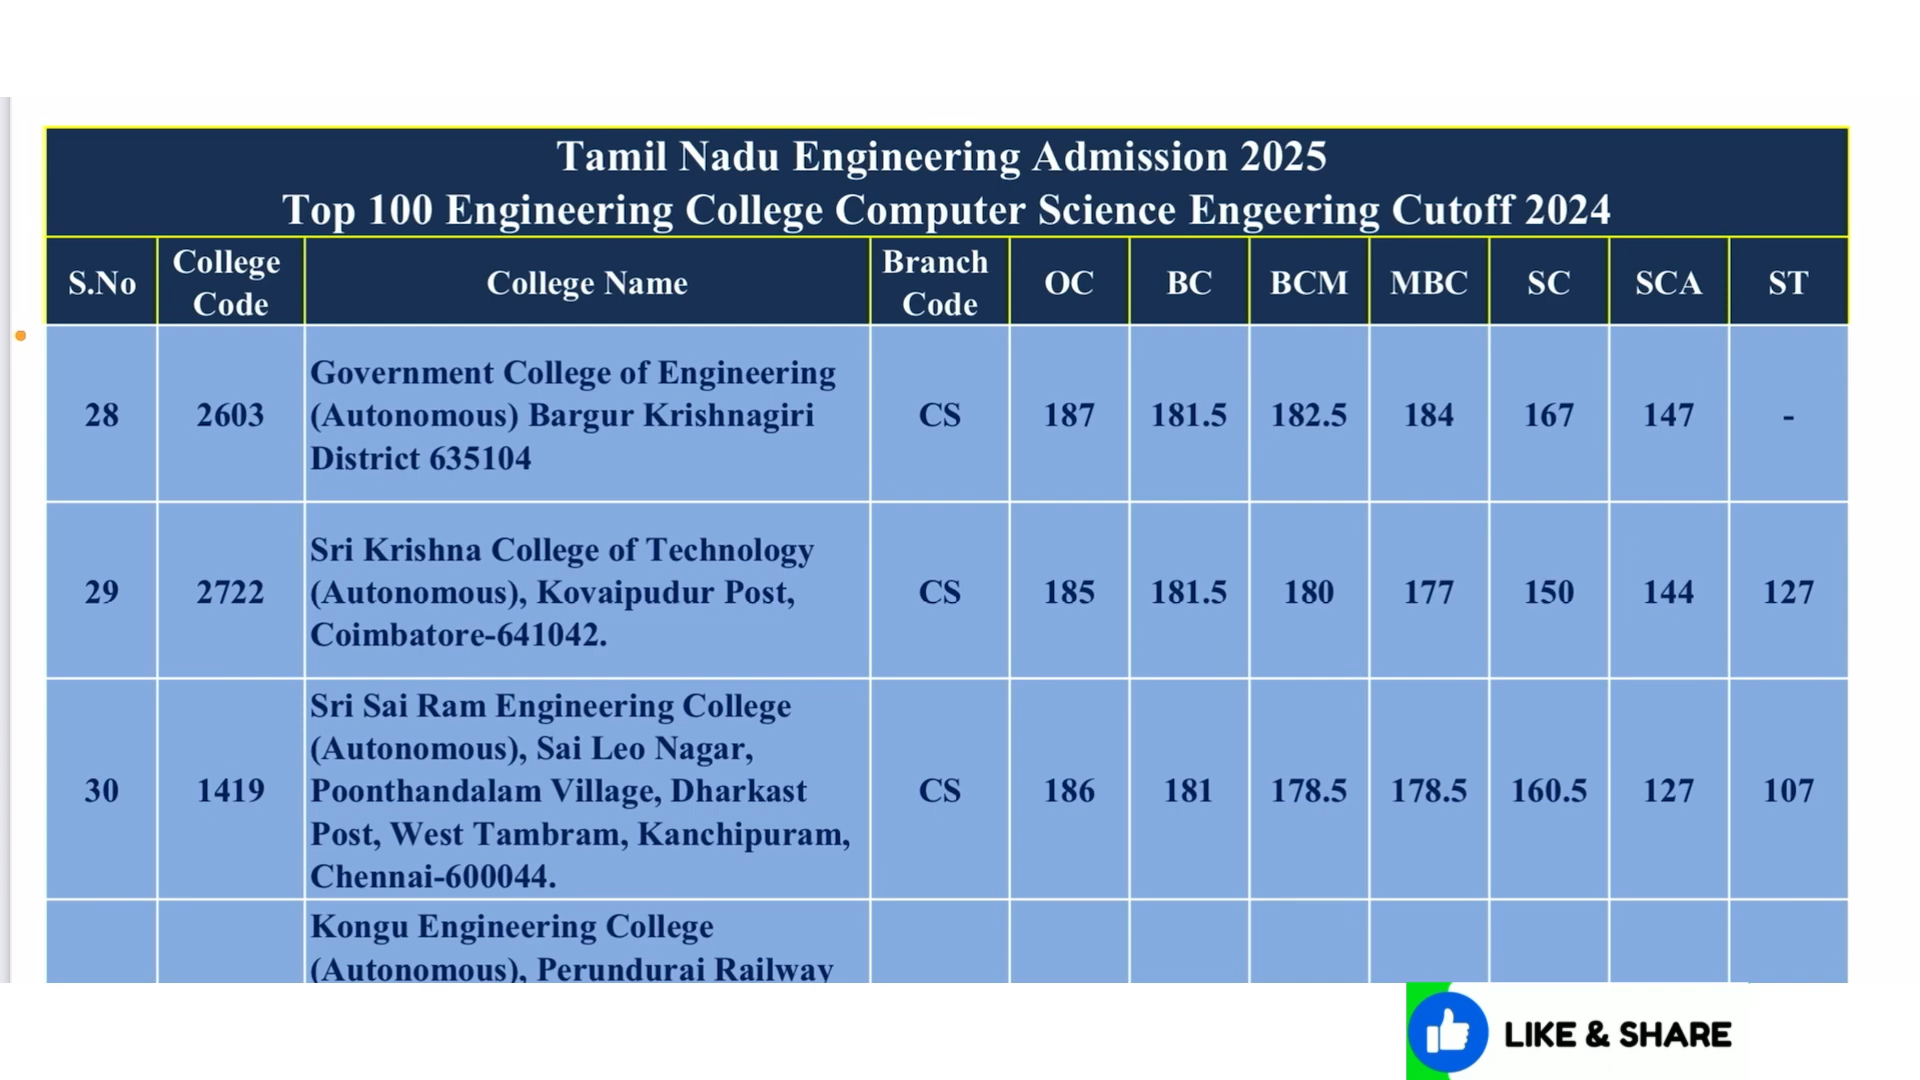 Tamil Nadu Engineering Admission 2025
Top 100 Engineering College Computer Science Engeering Cutoff 2024
S.No College Code College Name Branch Code OC BC BCM MBC SC SCA ST
28 2603 Government College of Engineering
(Autonomous) Bargur Krishnagiri
District 635104 CS 187 181.5 182.5 184 167 147 -
29 2722 Sri Krishna College of Technology
(Autonomous), Kovaipudur Post,
Coimbatore-641042. CS 185 181.5 180 177 150 144 127
30 1419 Sri Sai Ram Engineering College
(Autonomous), Sai Leo Nagar,
Poonthandalam Village, Dharkast
Post, West Tambram, Kanchipuram,
Chennai-600044. CS 186 181 178.5 178.5 160.5 127 107
Kongu Engineering College
(Autonomous), Perundurai Railway
LIKE & SHARE